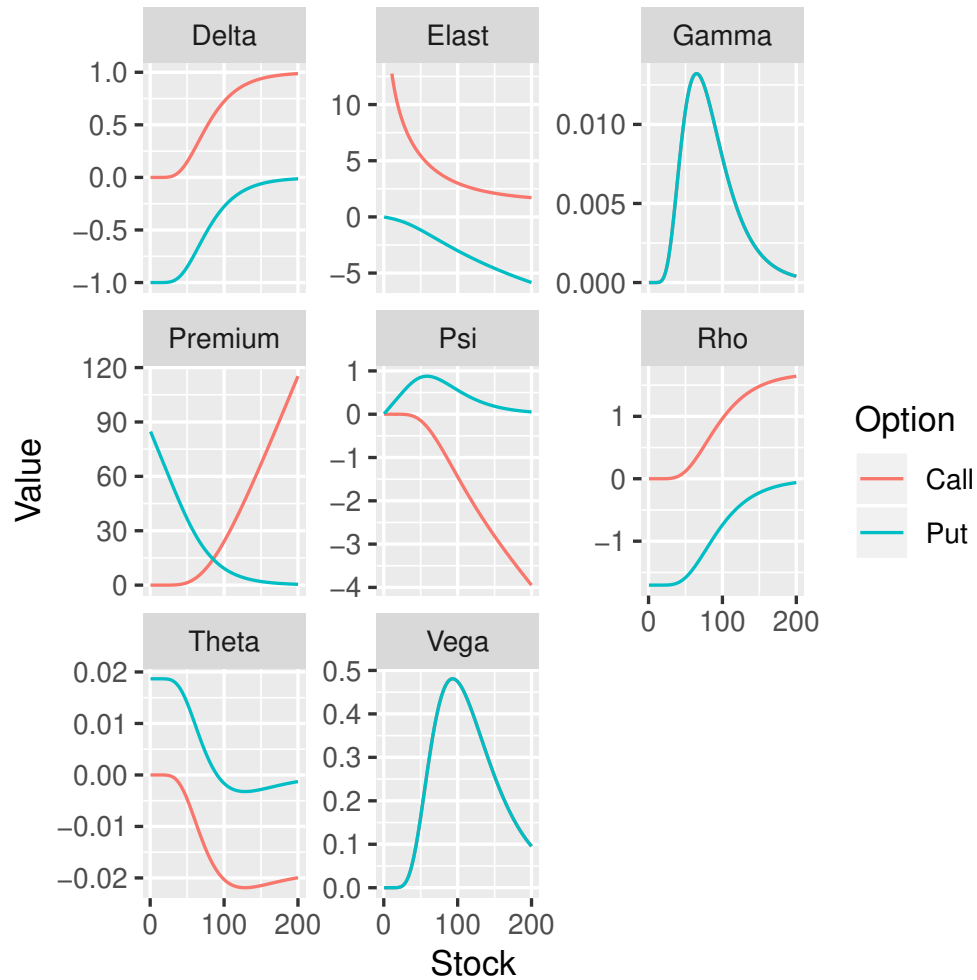 Delta
Elast
Gamma
1.0
0.5
0.0
−0.5
−1.0
10
5
0
−5
0.010
0.005
0.000
Premium
Psi
Rho
120
90
60
30
0
1
0
−1
−2
−3
−4
1
0
−1
0 100 200
Theta
Vega
0.02
0.01
0.00
−0.01
−0.02
0 100 200
0.5
0.4
0.3
0.2
0.1
0.0
0 100 200
Value
Stock
Option
Call
Put